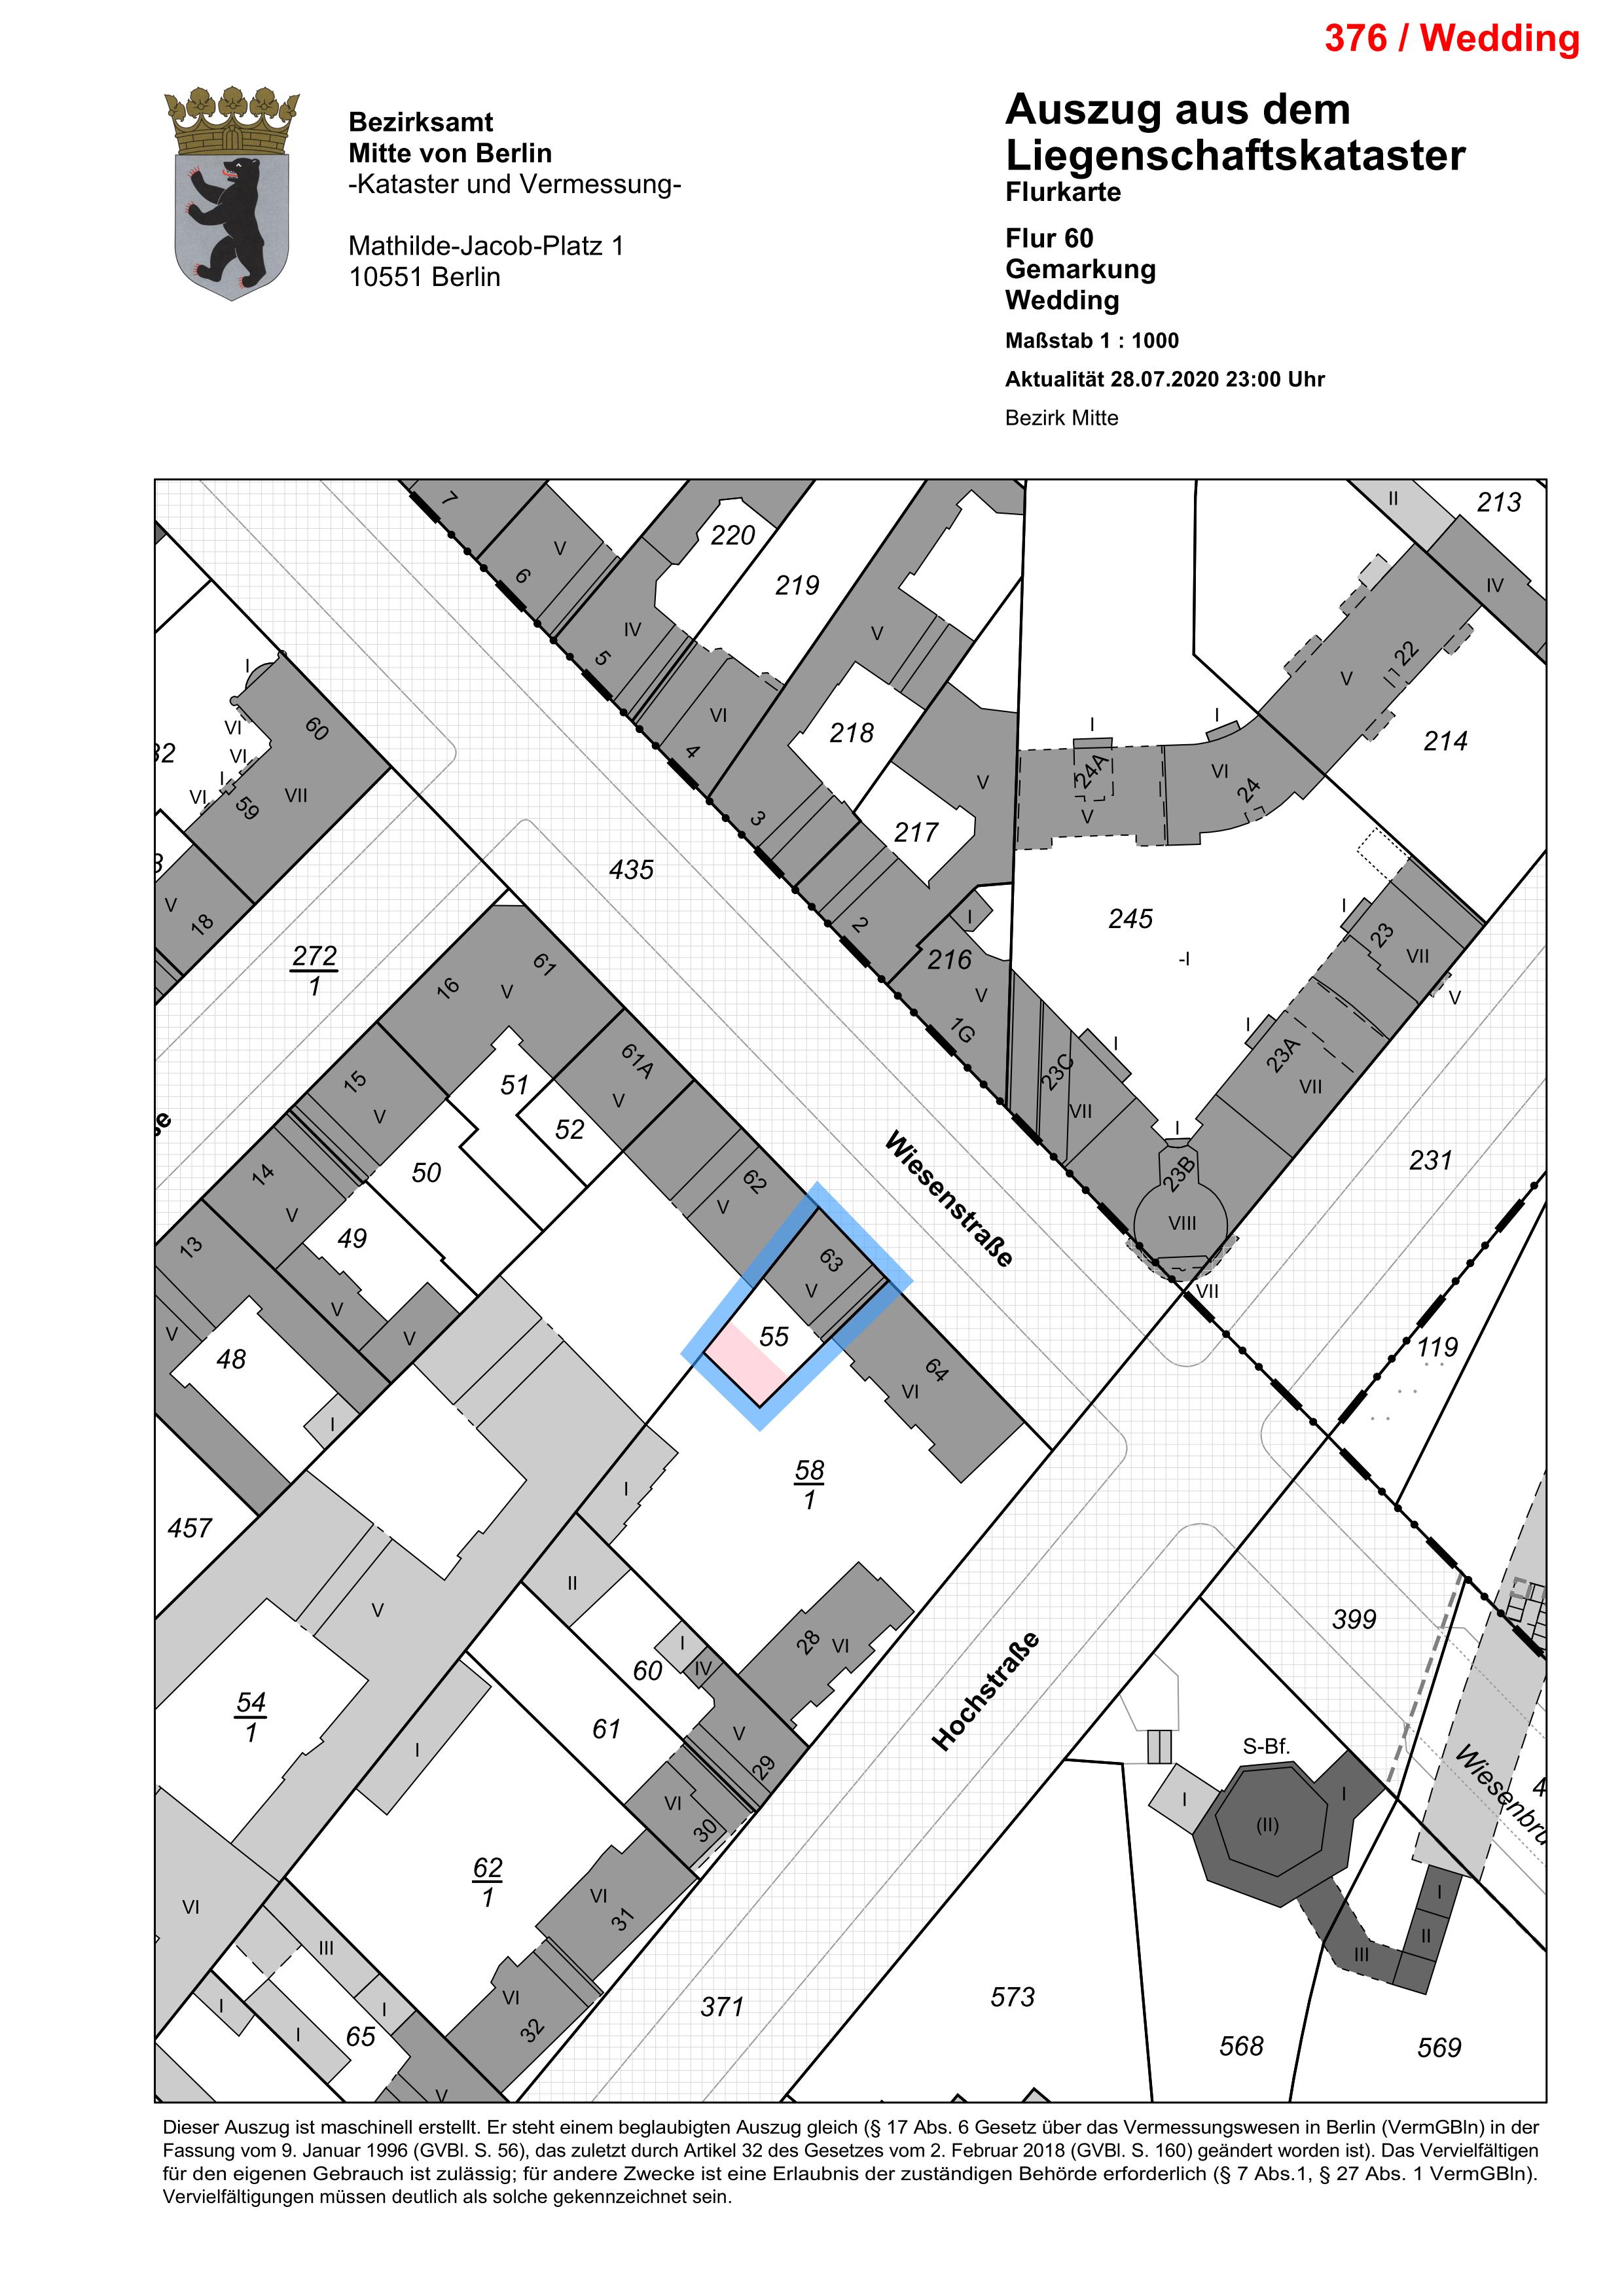 376 / Wedding
Bezirksamt
Mitte von Berlin
-Kataster und Vermessung-
Mathilde-Jacob-Platz 1
10551 Berlin
Auszug aus dem
Liegenschaftskataster
Flurkarte
Flur 60
Gemarkung
Wedding
Maßstab 1 : 1000
Aktualität 28.07.2020 23:00 Uhr
Bezirk Mitte
7
V
6
220
219
II
213
IV
IV
5
V
V
22
VI
4
218
I
I
214
I
VI
60
VI
I
VI
59
VII
V
24A
V
VI
24
3
217
435
V
18
2
I
245
-I
I
23
VII
V
272
1
216
V
1G
16
61
V
61A
V
I
23C
VII
I
23A
VII
15
V
51
52
50
14
V
49
I
23B
VIII
VII
231
62
V
Wiesenstraße
63
V
55
13
V
V
V
48
I
64
VI
119
58
1
I
457
II
V
399
28
VI
I
IV
60
61
V
29
Hochstraße
54
1
I
VI
30
S-Bf.
I
(II)
I
Wiesenbrü
62
1
VI
31
VI
III
I
II
III
I
I
I
65
VI
32
V
371
573
568
569
Dieser Auszug ist maschinell erstellt. Er steht einem beglaubigten Auszug gleich (§ 17 Abs. 6 Gesetz über das Vermessungswesen in Berlin (VermGBln) in der
Fassung vom 9. Januar 1996 (GVBl. S. 56), das zuletzt durch Artikel 32 des Gesetzes vom 2. Februar 2018 (GVBl. S. 160) geändert worden ist). Das Vervielfältigen
für den eigenen Gebrauch ist zulässig; für andere Zwecke ist eine Erlaubnis der zuständigen Behörde erforderlich (§ 7 Abs.1, § 27 Abs. 1 VermGBln).
Vervielfältigungen müssen deutlich als solche gekennzeichnet sein.